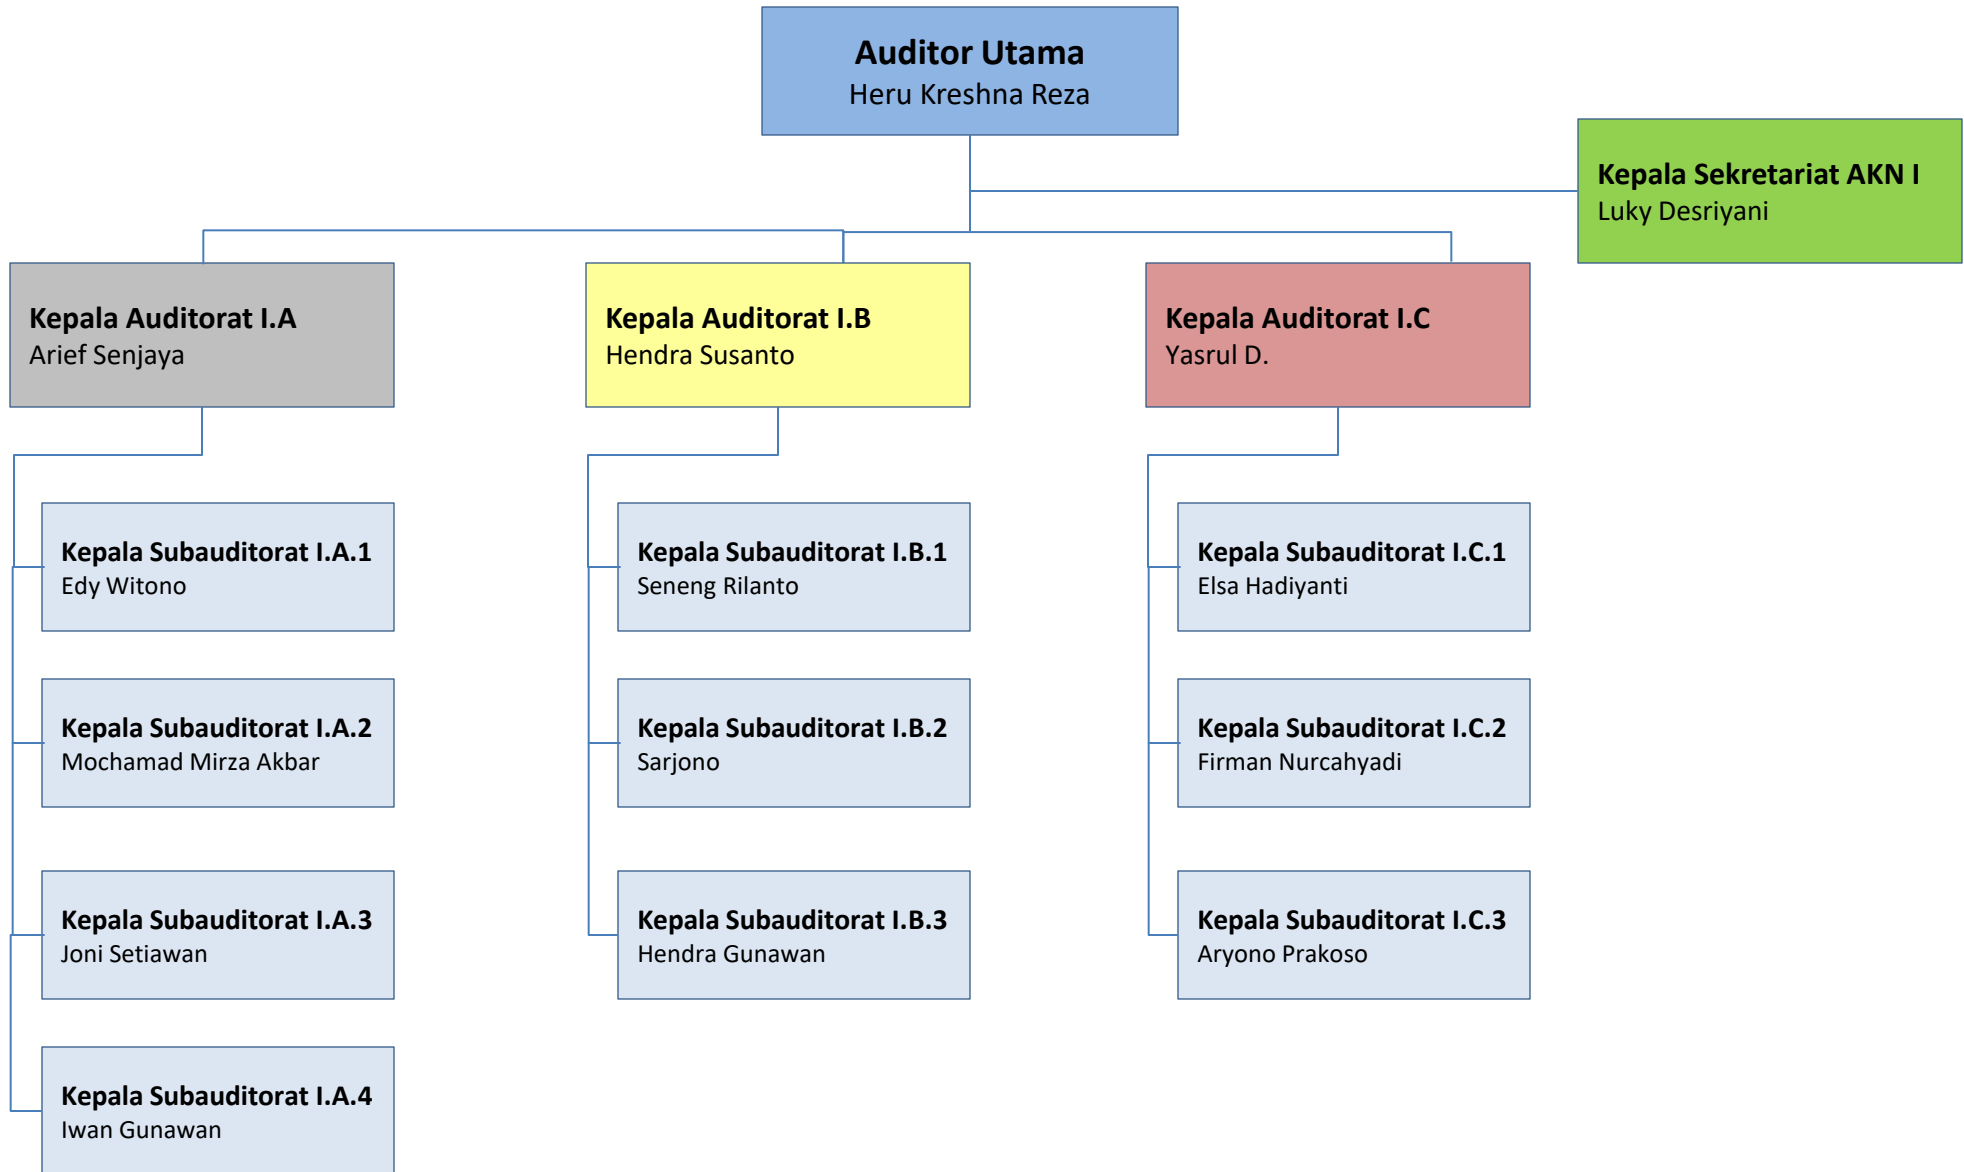 Auditor Utama
Heru Kreshna Reza
Kepala Sekretariat AKN I
Luky Desriyani
Kepala Auditorat I.A
Arief Senjaya
Kepala Auditorat I.B
Hendra Susanto
Kepala Auditorat I.C
Yasrul D.
Kepala Subauditorat I.A.1
Edy Witono
Kepala Subauditorat I.B.1
Seneng Rilanto
Kepala Subauditorat I.C.1
Elsa Hadiyanti
Kepala Subauditorat I.A.2
Mochamad Mirza Akbar
Kepala Subauditorat I.B.2
Sarjono
Kepala Subauditorat I.C.2
Firman Nurcahyadi
Kepala Subauditorat I.A.3
Joni Setiawan
Kepala Subauditorat I.B.3
Hendra Gunawan
Kepala Subauditorat I.C.3
Aryono Prakoso
Kepala Subauditorat I.A.4
Iwan Gunawan